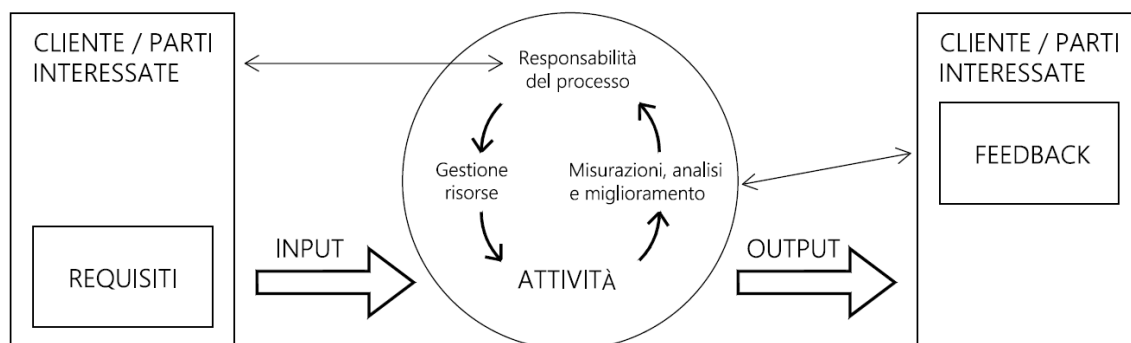 CLIENTE / PARTI
INTERESSATE
REQUISITI
INPUT
Responsabilità
del processo
Gestione
risorse
Misurazioni, analisi
e miglioramento
ATTIVITÀ
OUTPUT
CLIENTE / PARTI
INTERESSATE
FEEDBACK